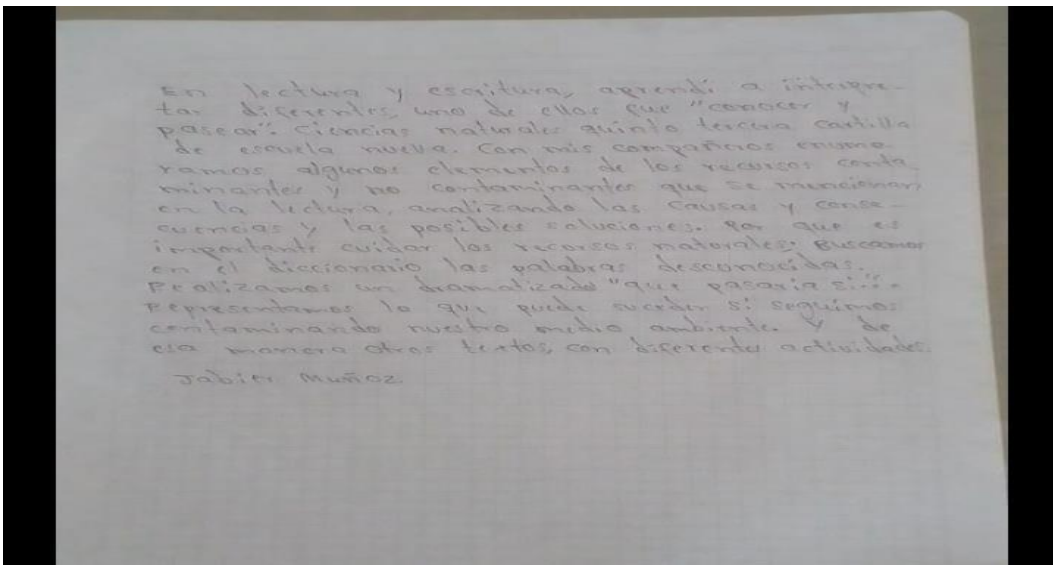 En lectura y escritura, aprendí a interpre-
tar diferentes, uno de ellos fue "conocer y
pasear". Ciencias naturales quinto tercera cartilla
de escuela nueva. Con mis compañeros enume
ramos algunos elementos de los recursos conta
minantes y no contaminantes que se mencionan
en la lectura, analizando las causas y conse-
cuencias y las posibles soluciones. Por que es
importante cuidar los recursos naturales. Buscamos
en el diccionario las palabras desconocidas.
Realizamos un dramatizado "que pasaria si...
Representamos lo que puede suceder si seguimos
contaminando nuestro medio ambiente. Y de
esa manera otros textos, con diferentes actividades.
Jabier Muñoz.